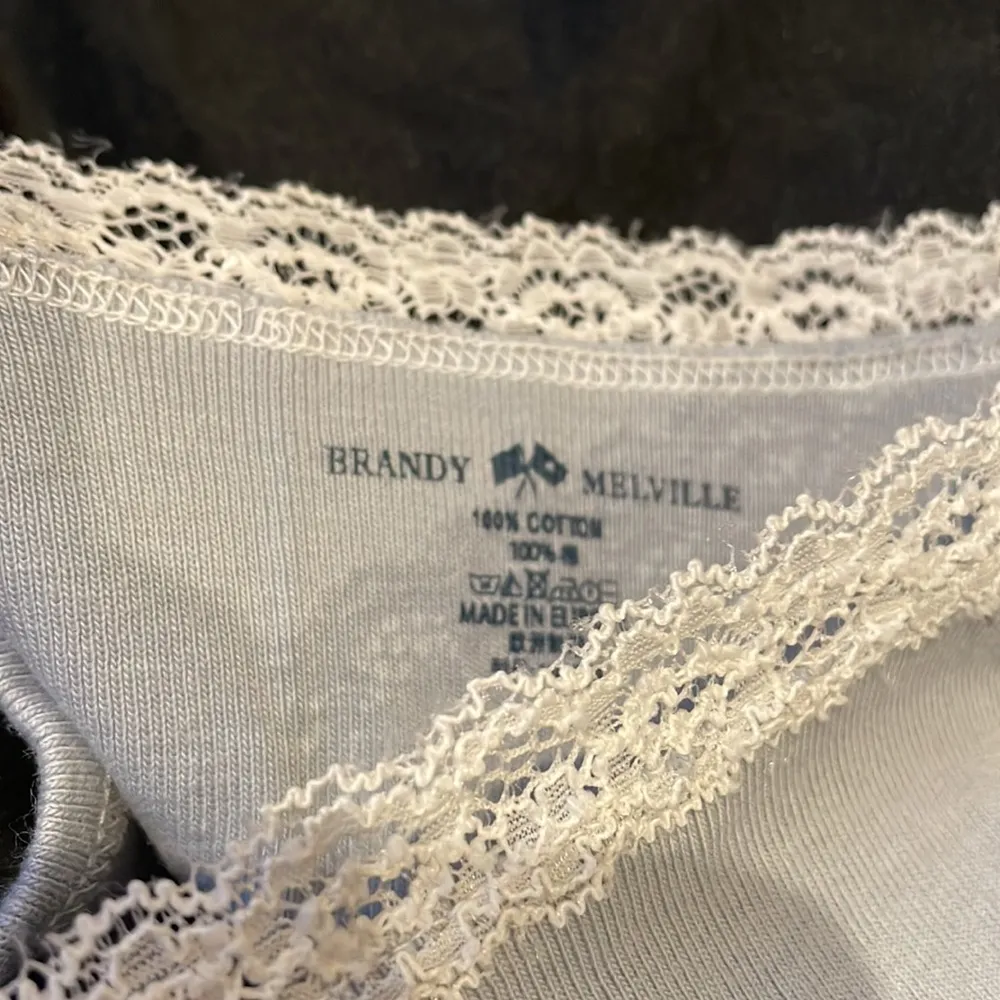 BRANDY MELVILLE
100% COTTON
100% 棉
MADE IN